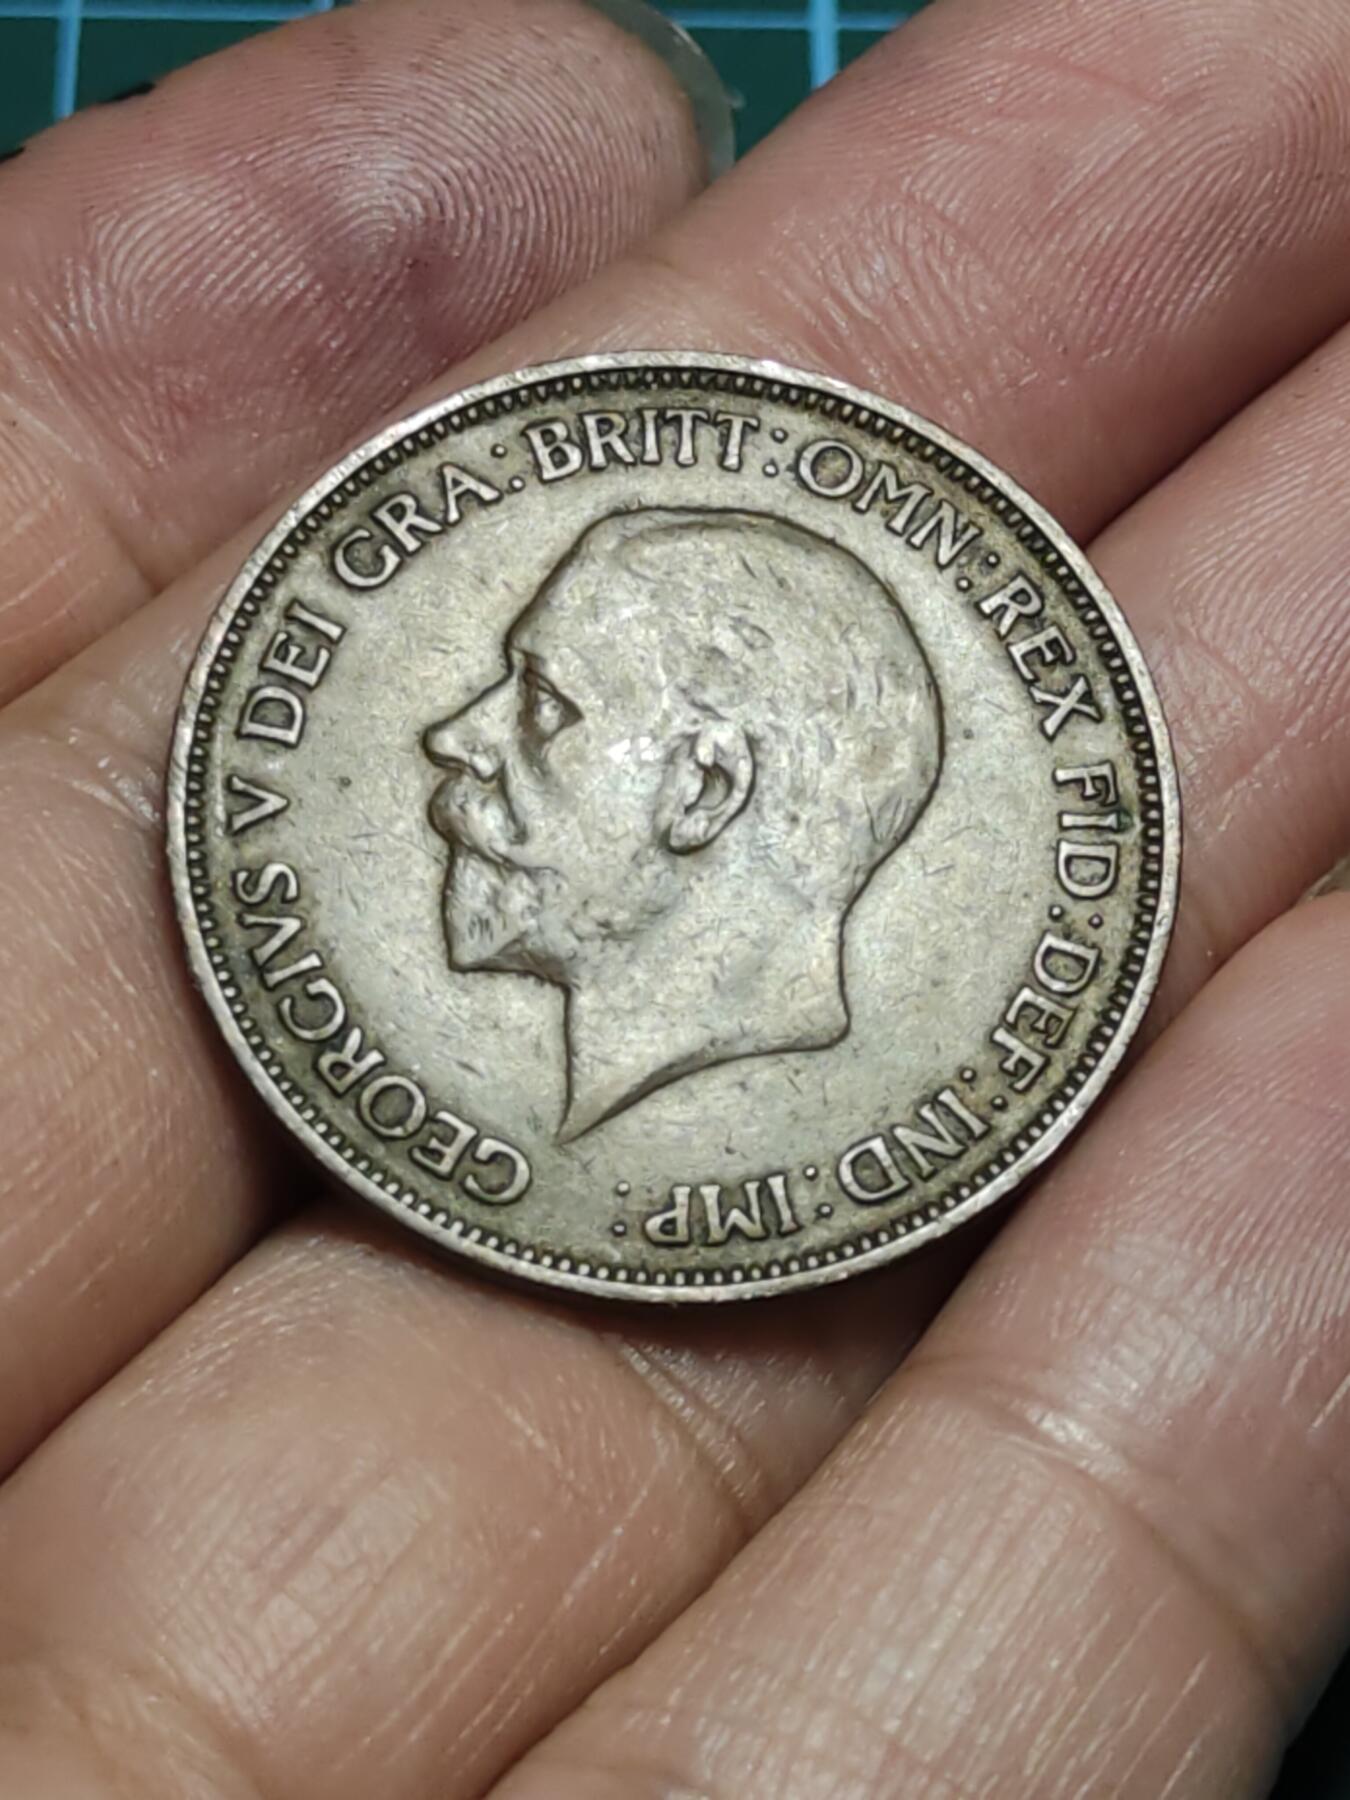 GEORGIVS V DEI GRA: BRITT: OMN: REX FID: DEF: IND: IMP: